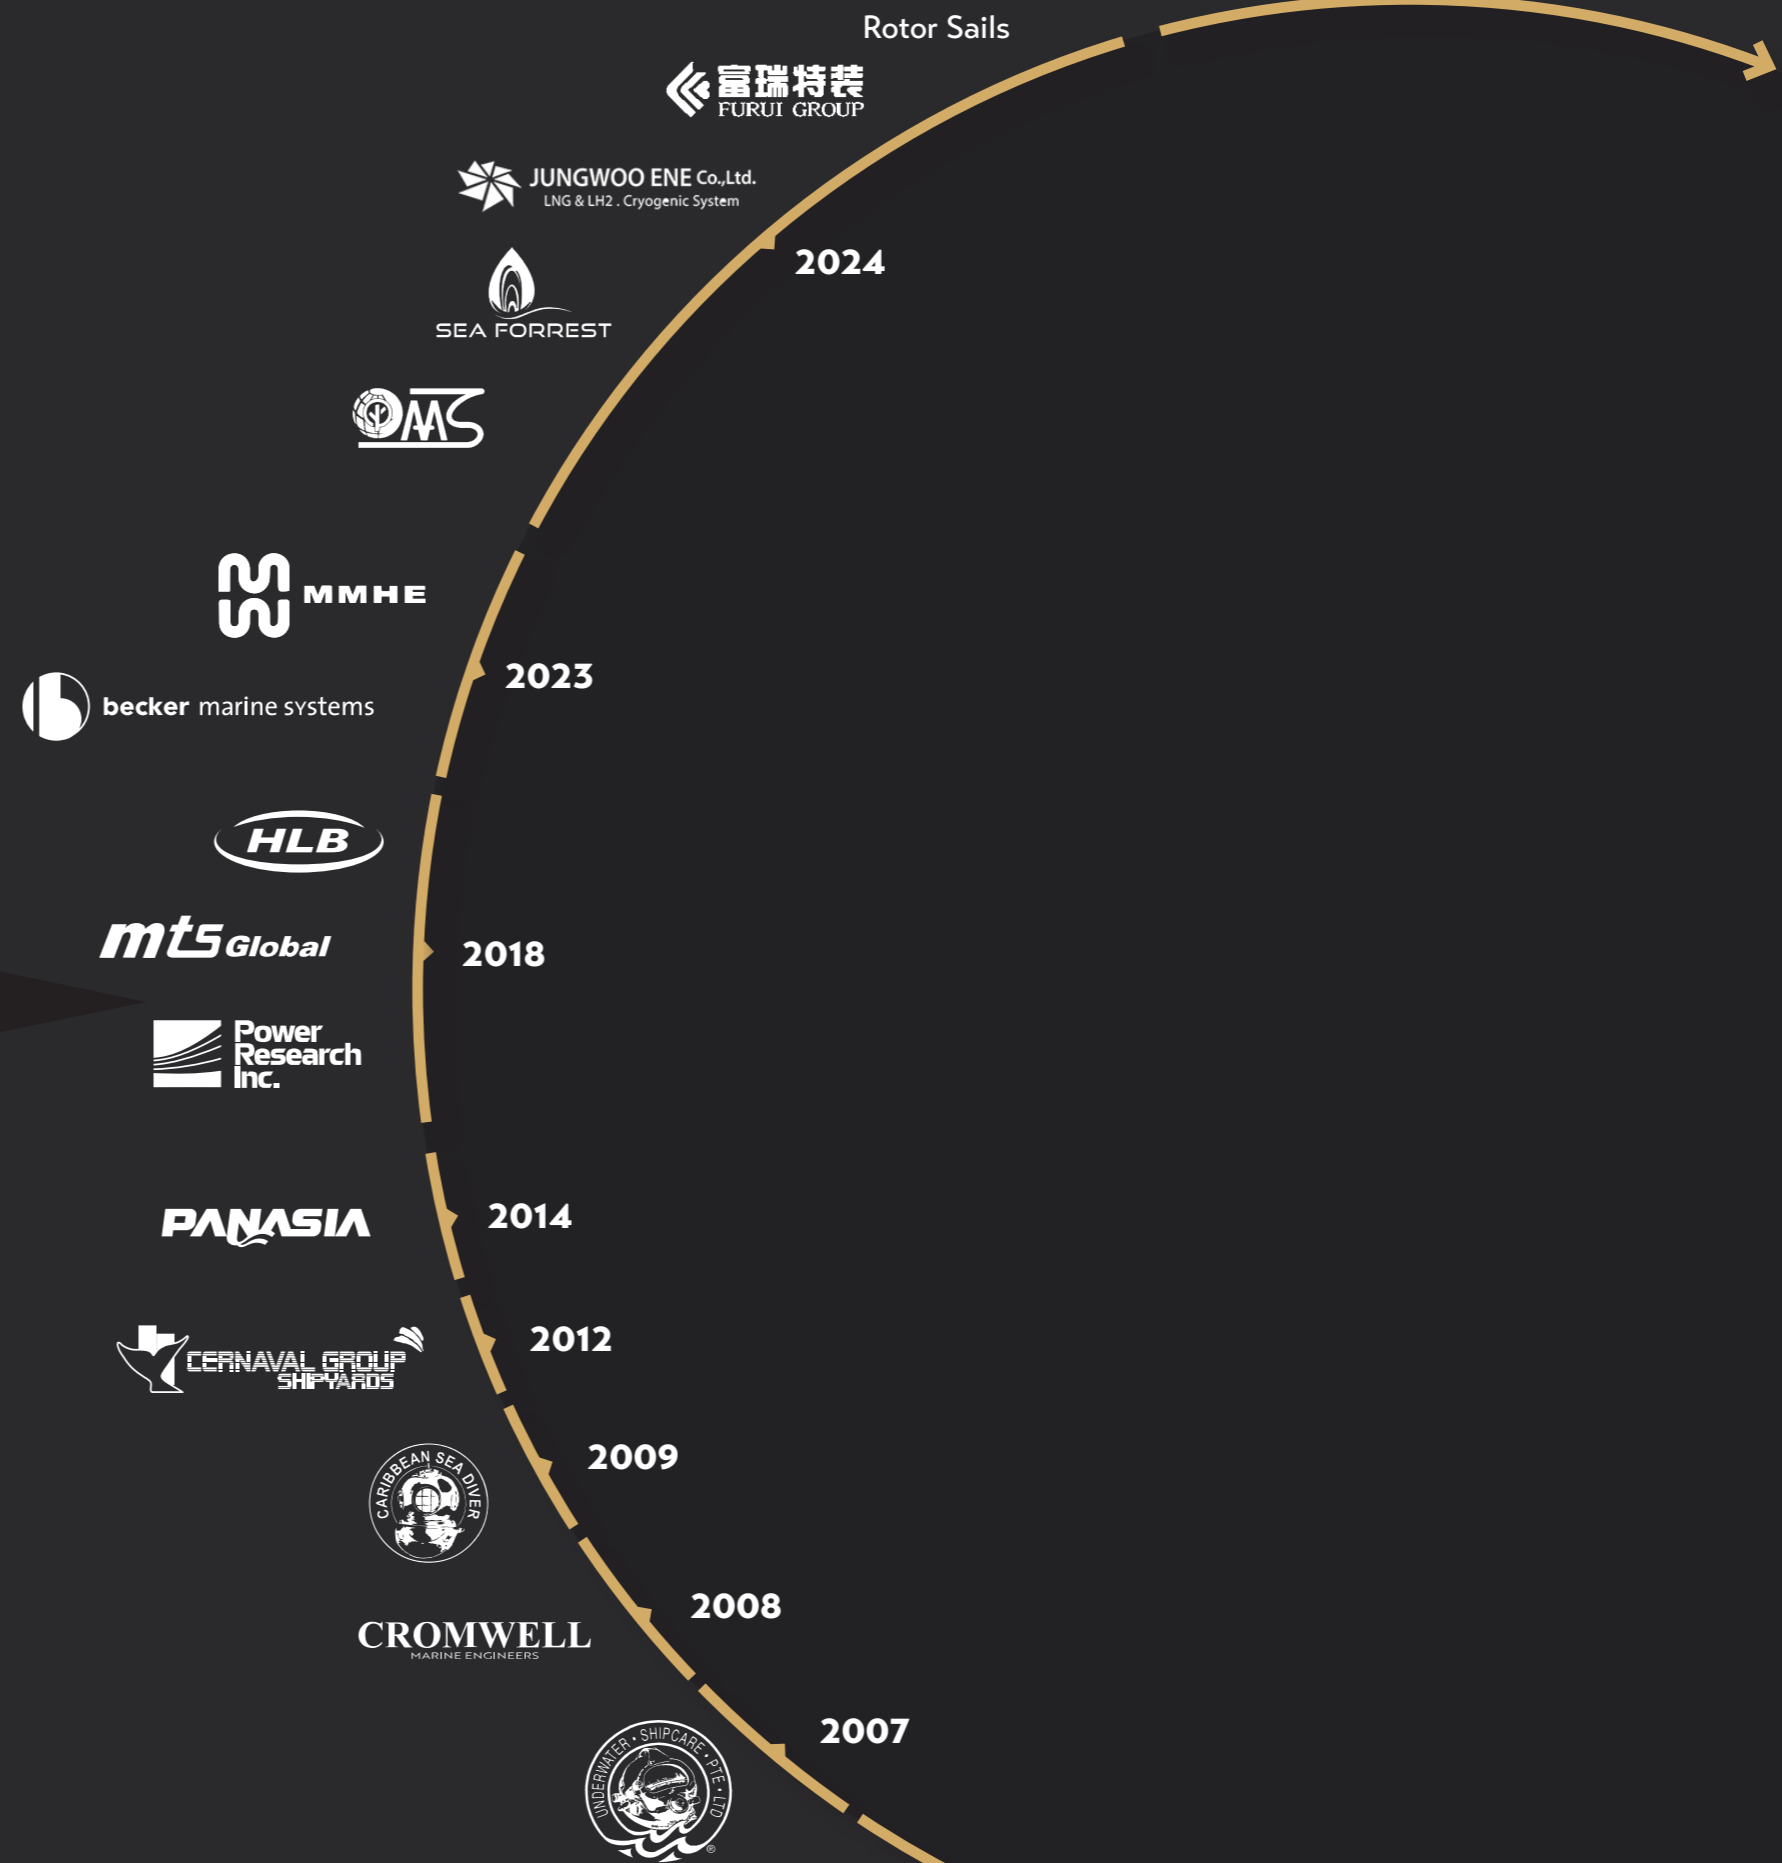 Rotor Sails
富瑞特装
FURUI GROUP
JUNGWOO ENE Co.,Ltd.
LNG & LH2 . Cryogenic System
2024
SEA FORREST
OMS
MMHE
2023
becker marine systems
HLB
mts Global
2018
Power
Research
Inc.
PANASIA
2014
2012
CERNAVAL GROUP
SHIPYARDS
2009
CARIBBEAN SEA DIVER
2008
CROMWELL
MARINE ENGINEERS
2007
UNDERWATER • SHIPCARE • PTE • LTD
®